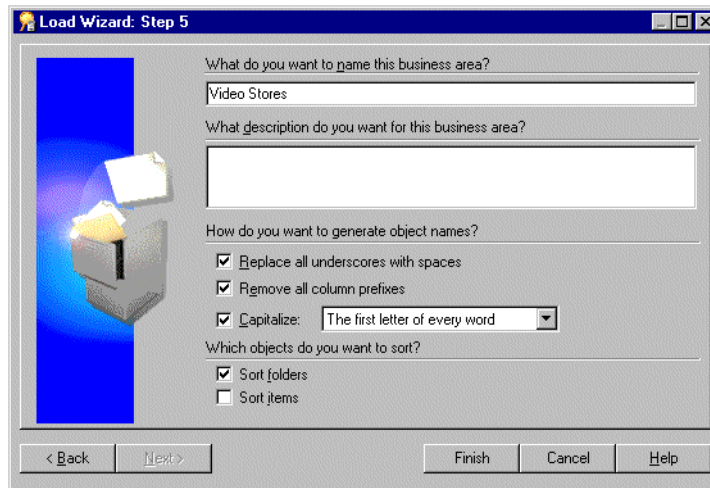 Load Wizard: Step 5
What do you want to name this business area?
Video Stores
What description do you want for this business area?
How do you want to generate object names?
Replace all underscores with spaces
Remove all column prefixes
Capitalize: The first letter of every word
Which objects do you want to sort?
Sort folders
Sort items
< Back Next > Finish Cancel Help